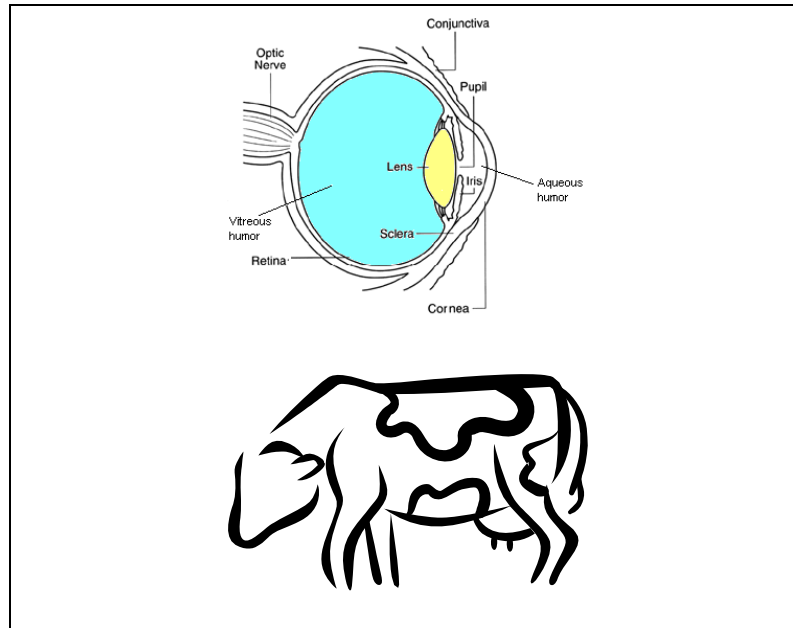 Conjunctiva
Optic
Nerve
Pupil
Lens
Iris
Aqueous
humor
Vitreous
humor
Sclera
Retina
Cornea